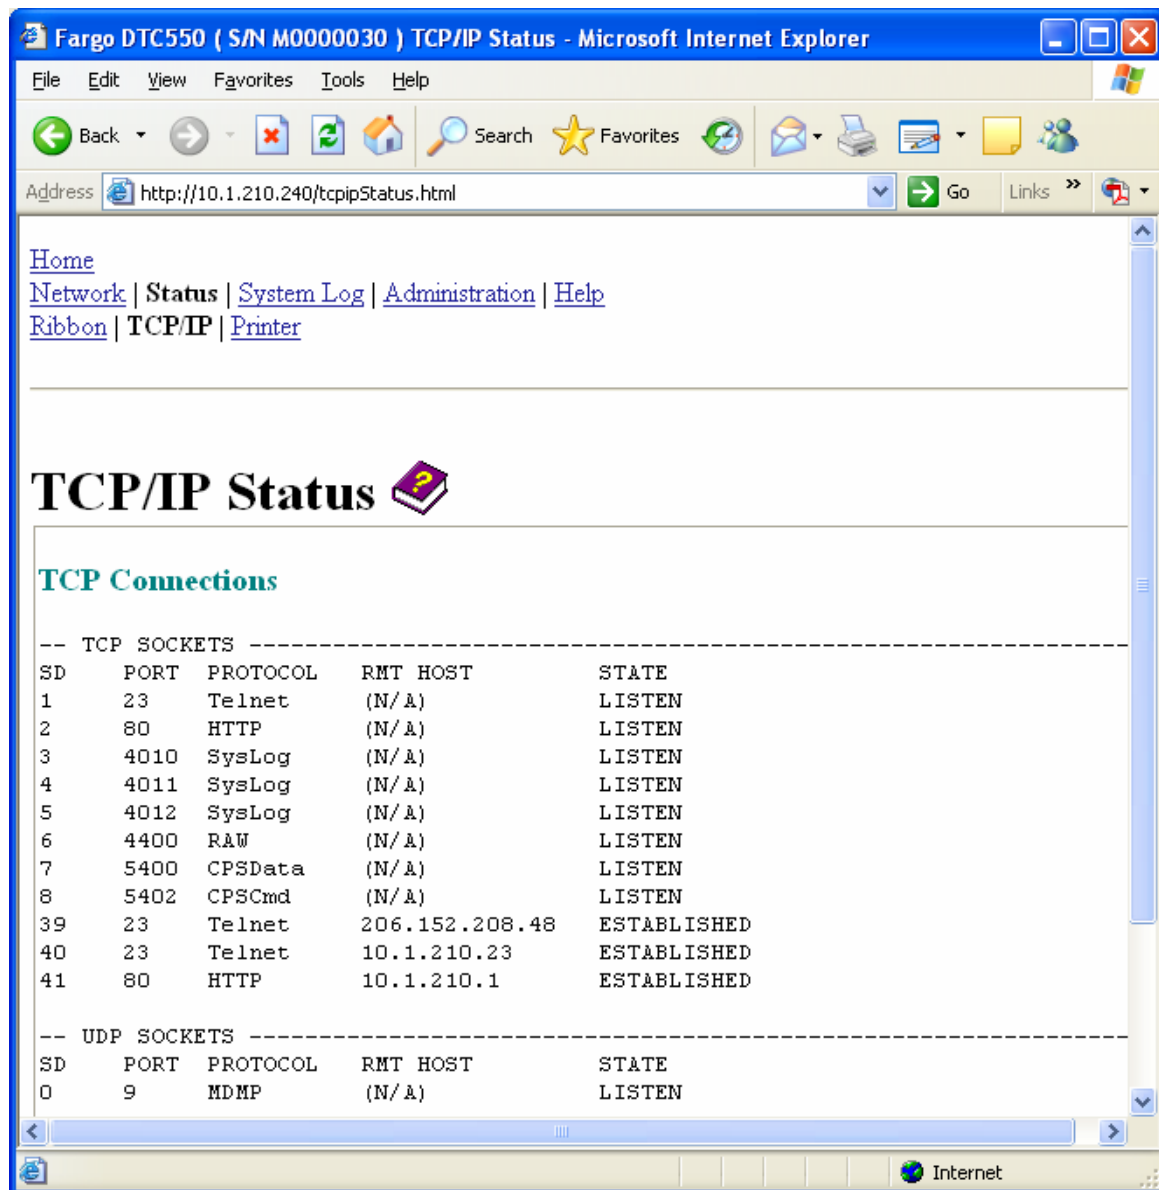 Fargo DTC550 ( S/N M0000030 ) TCP/IP Status - Microsoft Internet Explorer
File Edit View Favorites Tools Help
Back Search Favorites
Address http://10.1.210.240/tcpipStatus.html Go Links »
Home
Network | Status | System Log | Administration | Help
Ribbon | TCP/IP | Printer
TCP/IP Status ?
TCP Connections
-- TCP SOCKETS ----------------------------------------------------------------
SD PORT PROTOCOL RMT HOST STATE
1 23 Telnet (N/A) LISTEN
2 80 HTTP (N/A) LISTEN
3 4010 SysLog (N/A) LISTEN
4 4011 SysLog (N/A) LISTEN
5 4012 SysLog (N/A) LISTEN
6 4400 RAW (N/A) LISTEN
7 5400 CPSData (N/A) LISTEN
8 5402 CPSCmd (N/A) LISTEN
39 23 Telnet 206.152.208.48 ESTABLISHED
40 23 Telnet 10.1.210.23 ESTABLISHED
41 80 HTTP 10.1.210.1 ESTABLISHED
-- UDP SOCKETS ----------------------------------------------------------------
SD PORT PROTOCOL RMT HOST STATE
0 9 MDMP (N/A) LISTEN
Internet